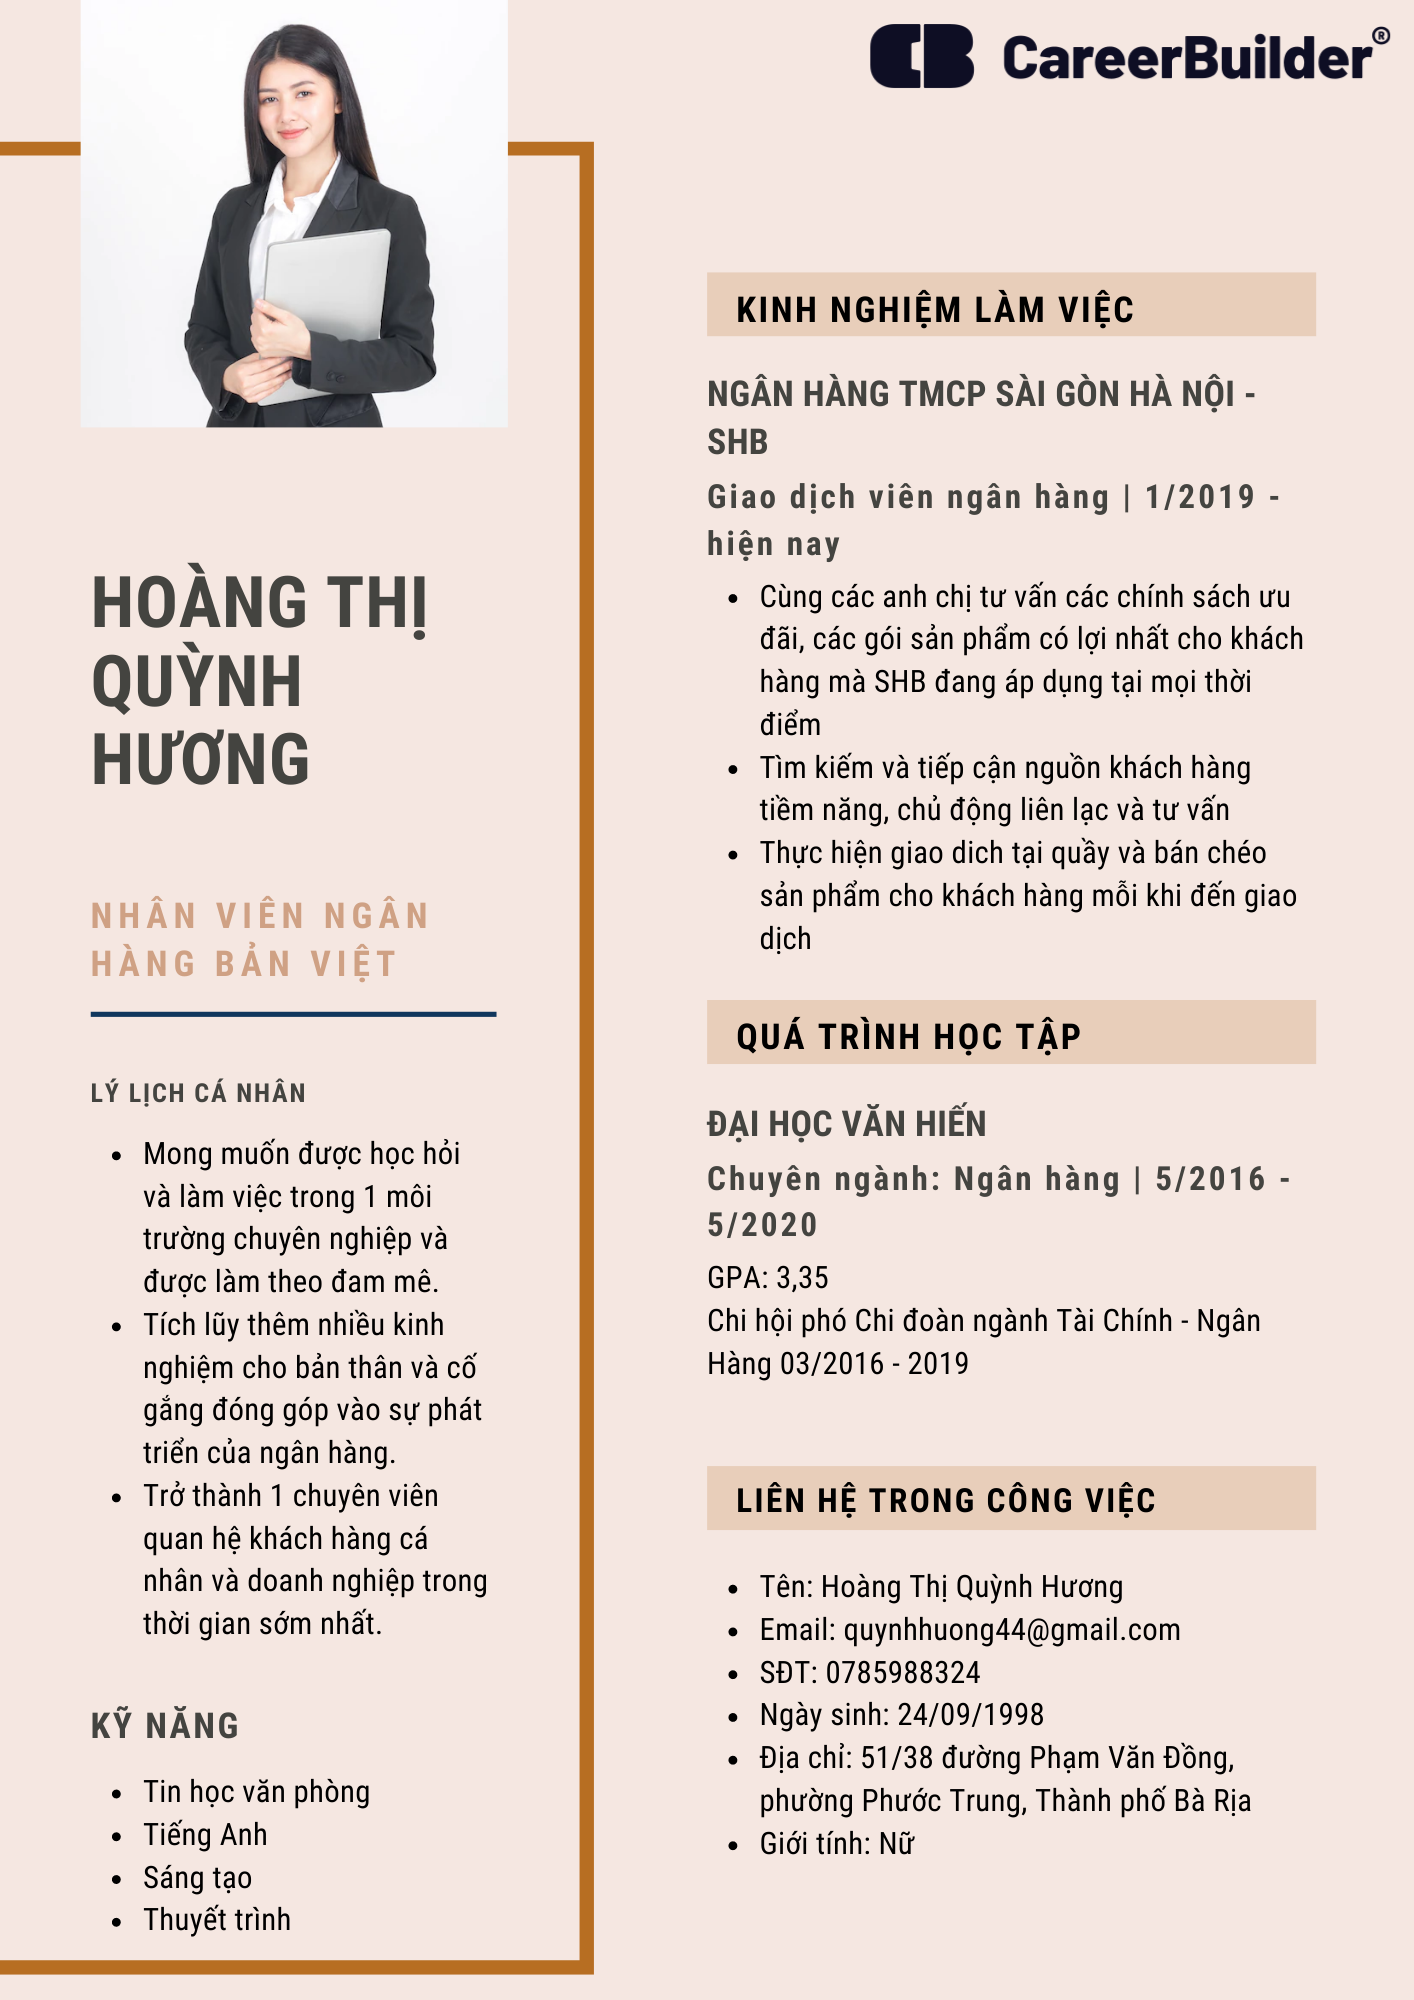 CB CareerBuilder®
HOÀNG THỊ
QUỲNH
HƯƠNG
NHÂN VIÊN NGÂN
HÀNG BẢN VIỆT
LÝ LỊCH CÁ NHÂN
• Mong muốn được học hỏi
và làm việc trong 1 môi
trường chuyên nghiệp và
được làm theo đam mê.
• Tích lũy thêm nhiều kinh
nghiệm cho bản thân và cố
gắng đóng góp vào sự phát
triển của ngân hàng.
• Trở thành 1 chuyên viên
quan hệ khách hàng cá
nhân và doanh nghiệp trong
thời gian sớm nhất.
KỸ NĂNG
• Tin học văn phòng
• Tiếng Anh
• Sáng tạo
• Thuyết trình
KINH NGHIỆM LÀM VIỆC
NGÂN HÀNG TMCP SÀI GÒN HÀ NỘI -
SHB
Giao dịch viên ngân hàng | 1/2019 -
hiện nay
• Cùng các anh chị tư vấn các chính sách ưu
đãi, các gói sản phẩm có lợi nhất cho khách
hàng mà SHB đang áp dụng tại mọi thời
điểm
• Tìm kiếm và tiếp cận nguồn khách hàng
tiềm năng, chủ động liên lạc và tư vấn
• Thực hiện giao dich tại quầy và bán chéo
sản phẩm cho khách hàng mỗi khi đến giao
dịch
QUÁ TRÌNH HỌC TẬP
ĐẠI HỌC VĂN HIẾN
Chuyên ngành: Ngân hàng | 5/2016 -
5/2020
GPA: 3,35
Chi hội phó Chi đoàn ngành Tài Chính - Ngân
Hàng 03/2016 - 2019
LIÊN HỆ TRONG CÔNG VIỆC
• Tên: Hoàng Thị Quỳnh Hương
• Email: quynhhuong44@gmail.com
• SĐT: 0785988324
• Ngày sinh: 24/09/1998
• Địa chỉ: 51/38 đường Phạm Văn Đồng,
phường Phước Trung, Thành phố Bà Rịa
• Giới tính: Nữ